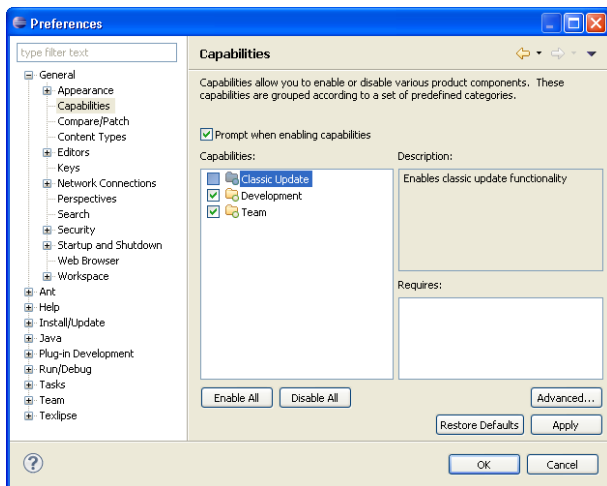 Preferences
type filter text
General
Appearance
Capabilities
Compare/Patch
Content Types
Editors
Keys
Network Connections
Perspectives
Search
Security
Startup and Shutdown
Web Browser
Workspace
Ant
Help
Install/Update
Java
Plug-in Development
Run/Debug
Tasks
Team
Texlipse
Capabilities
Capabilities allow you to enable or disable various product components. These
capabilities are grouped according to a set of predefined categories.
Prompt when enabling capabilities
Capabilities:
Classic Update
Development
Team
Description:
Enables classic update functionality
Requires:
Enable All
Disable All
Advanced...
Restore Defaults
Apply
?
OK
Cancel